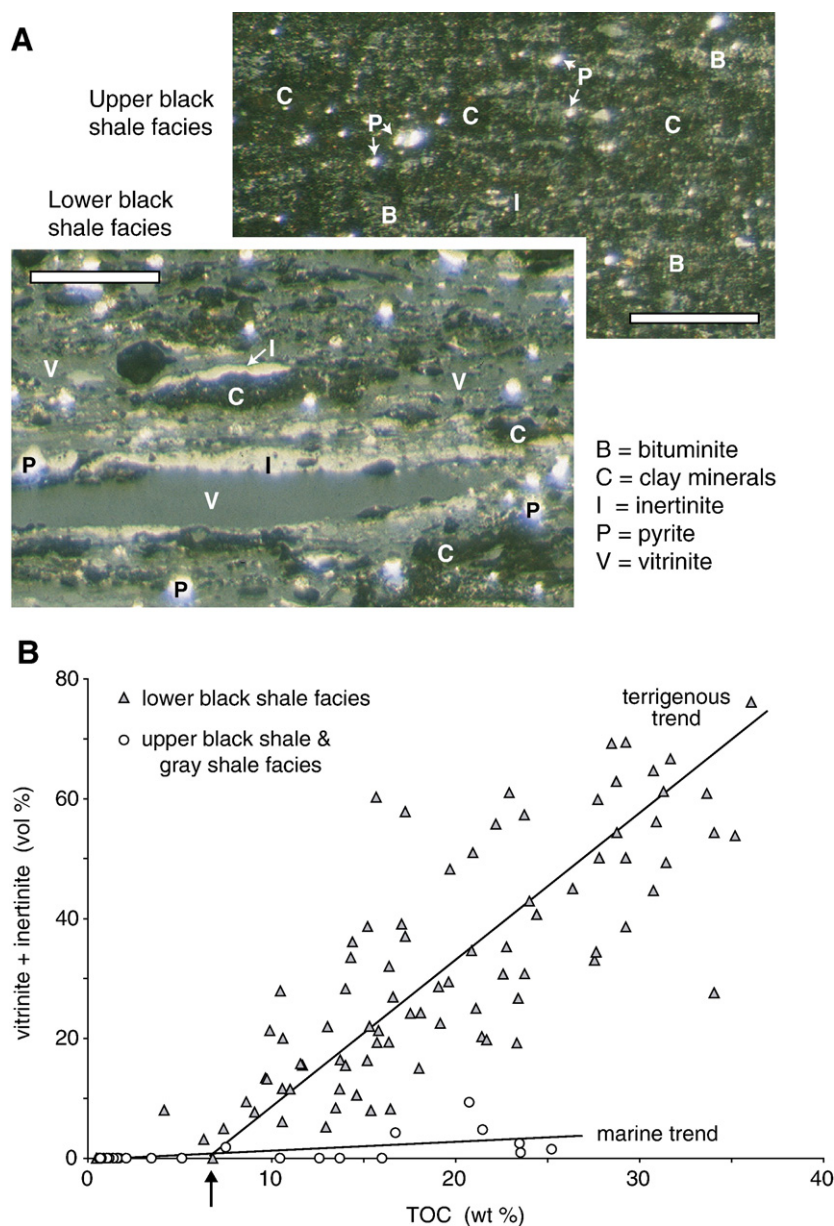 A
Upper black
shale facies
B
P
C
C
C
P
B
I
B
Lower black
shale facies
I
V
V
C
C
P
I
V
P
C
P
B = bituminite
C = clay minerals
I = inertinite
P = pyrite
V = vitrinite
B
80
60
40
20
0
vitrinite + inertinite (vol %)
lower black shale facies
upper black shale &
gray shale facies
terrigenous
trend
marine trend
0
10
20
30
40
TOC (wt %)